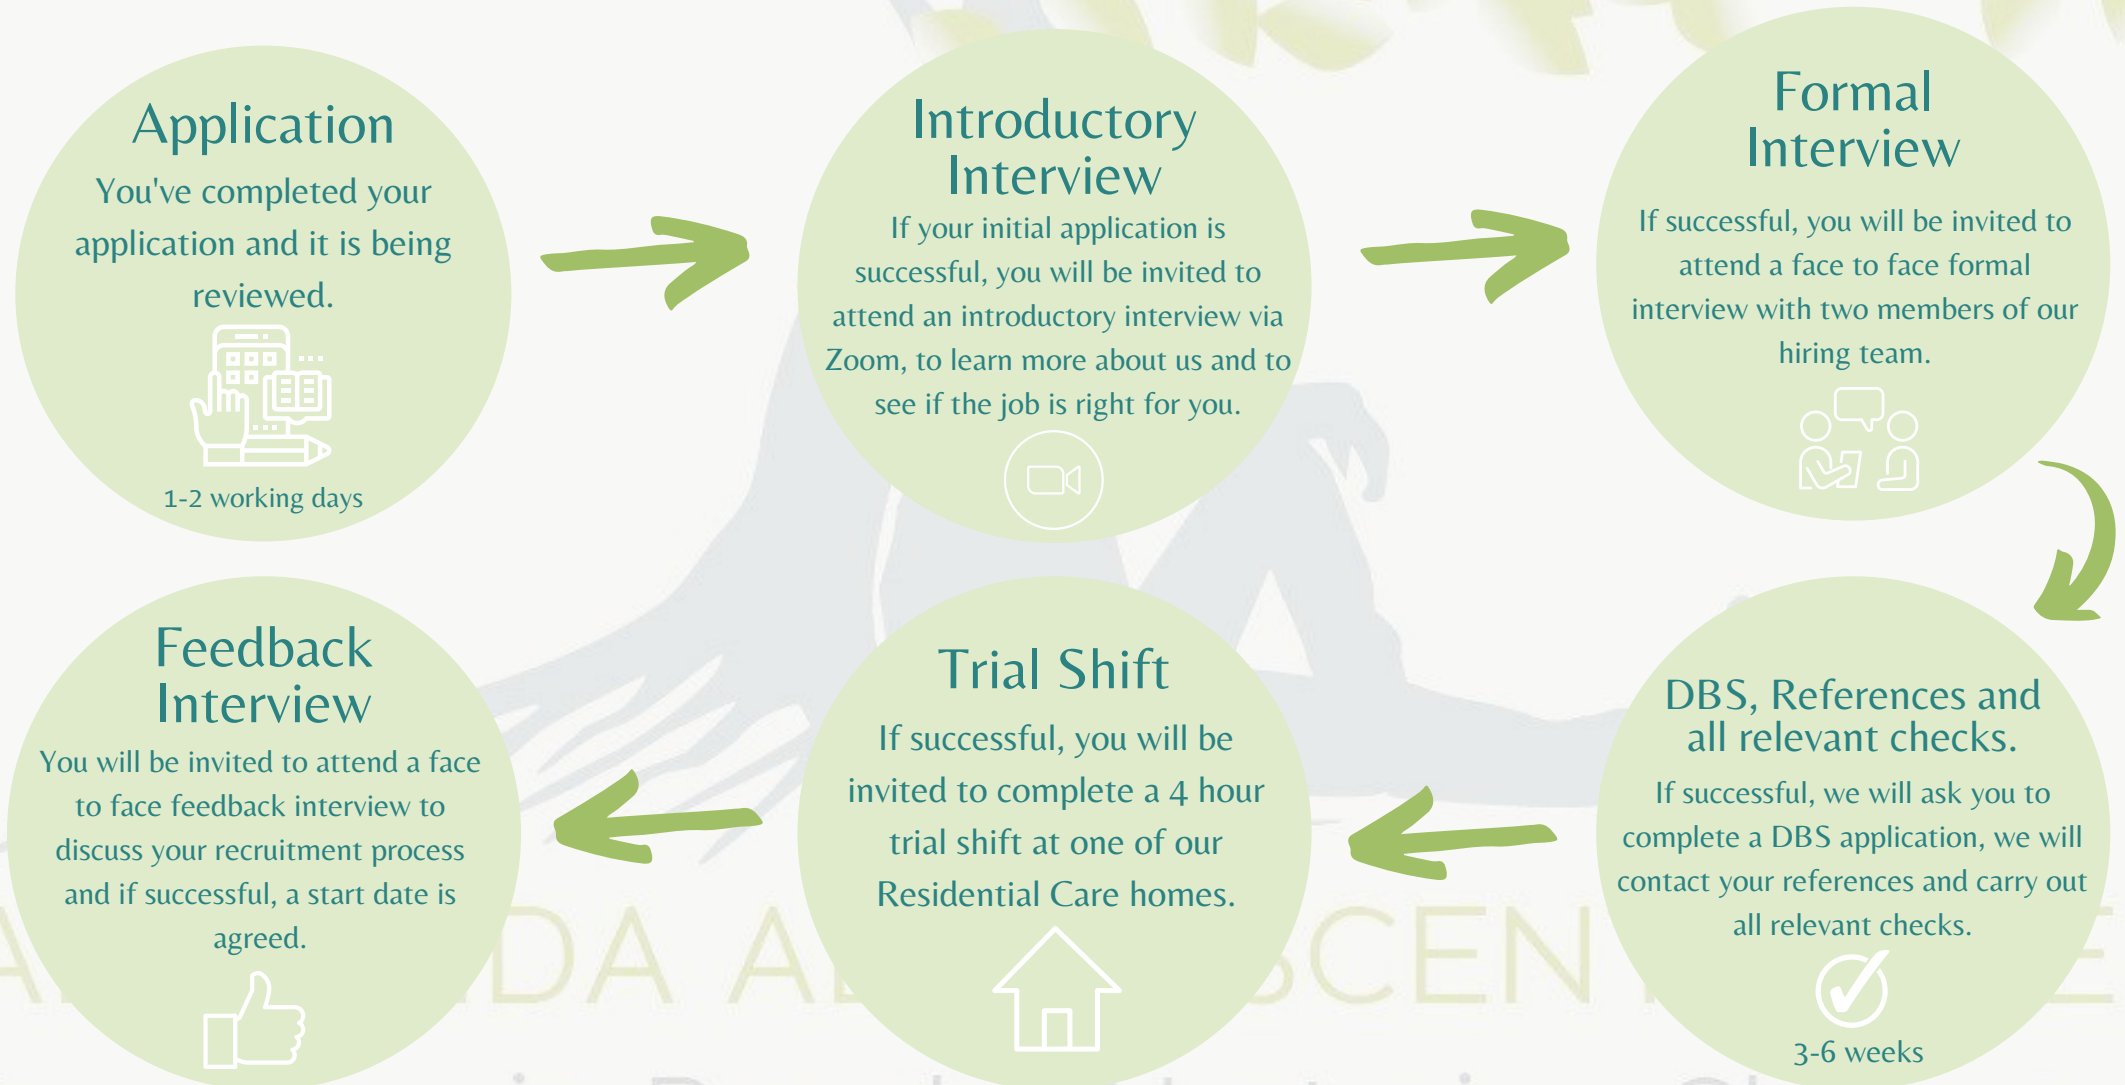 Application
You've completed your
application and it is being
reviewed.
1-2 working days
Introductory
Interview
If your initial application is
successful, you will be invited to
attend an introductory interview via
Zoom, to learn more about us and to
see if the job is right for you.
Formal
Interview
If successful, you will be invited to
attend a face to face formal
interview with two members of our
hiring team.
DBS, References and
all relevant checks.
If successful, we will ask you to
complete a DBS application, we will
contact your references and carry out
all relevant checks.
3-6 weeks
Trial Shift
If successful, you will be
invited to complete a 4 hour
trial shift at one of our
Residential Care homes.
Feedback
Interview
You will be invited to attend a face
to face feedback interview to
discuss your recruitment process
and if successful, a start date is
agreed.